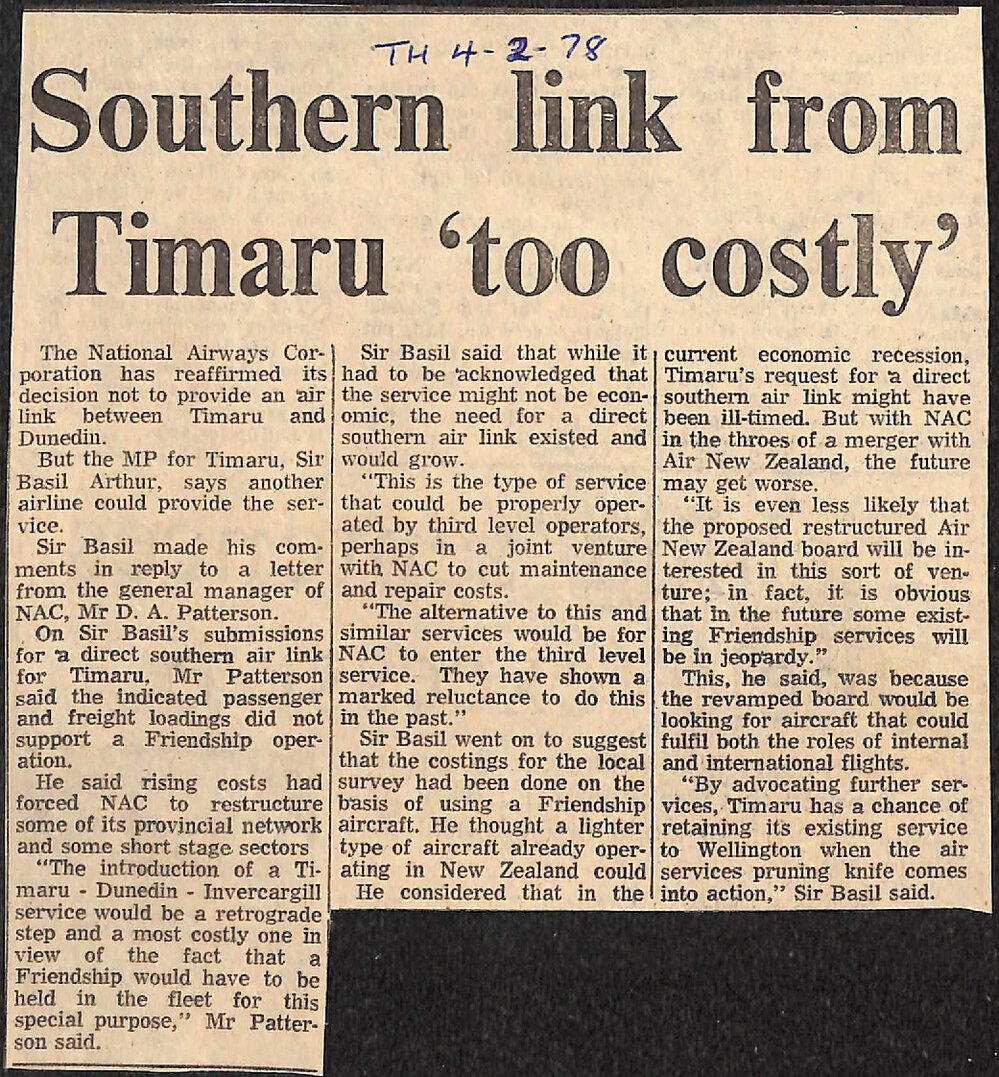 TH 4-2-78
Southern link from
Timaru ‘too costly’
The National Airways Cor-
poration has reaffirmed its
decision not to provide an air
link between Timaru and
Dunedin.
But the MP for Timaru, Sir
Basil Arthur, says another
airline could provide the ser-
vice.
Sir Basil made his com-
ments in reply to a letter
from the general manager of
NAC, Mr D. A. Patterson.
On Sir Basil’s submissions
for a direct southern air link
for Timaru, Mr Patterson
said the indicated passenger
and freight loadings did not
support a Friendship oper-
ation.
He said rising costs had
forced NAC to restructure
some of its provincial network
and some short stage sectors
“The introduction of a Ti-
maru - Dunedin - Invercargill
service would be a retrograde
step and a most costly one in
view of the fact that a
Friendship would have to be
held in the fleet for this
special purpose,” Mr Patter-
son said.
Sir Basil said that while it
had to be acknowledged that
the service might not be econ-
omic, the need for a direct
southern air link existed and
would grow.
“This is the type of service
that could be properly oper-
ated by third level operators,
perhaps in a joint venture
with NAC to cut maintenance
and repair costs.
“The alternative to this and
similar services would be for
NAC to enter the third level
service. They have shown a
marked reluctance to do this
in the past.”
Sir Basil went on to suggest
that the costings for the local
survey had been done on the
basis of using a Friendship
aircraft. He thought a lighter
type of aircraft already oper-
ating in New Zealand could
He considered that in the
current economic recession,
Timaru’s request for a direct
southern air link might have
been ill-timed. But with NAC
in the throes of a merger with
Air New Zealand, the future
may get worse.
“It is even less likely that
the proposed restructured Air
New Zealand board will be in-
terested in this sort of ven-
ture; in fact, it is obvious
that in the future some exist-
ing Friendship services will
be in jeopardy.”
This, he said, was because
the revamped board would be
looking for aircraft that could
fulfil both the roles of internal
and international flights.
“By advocating further ser-
vices, Timaru has a chance of
retaining its existing service
to Wellington when the air
services pruning knife comes
into action,” Sir Basil said.